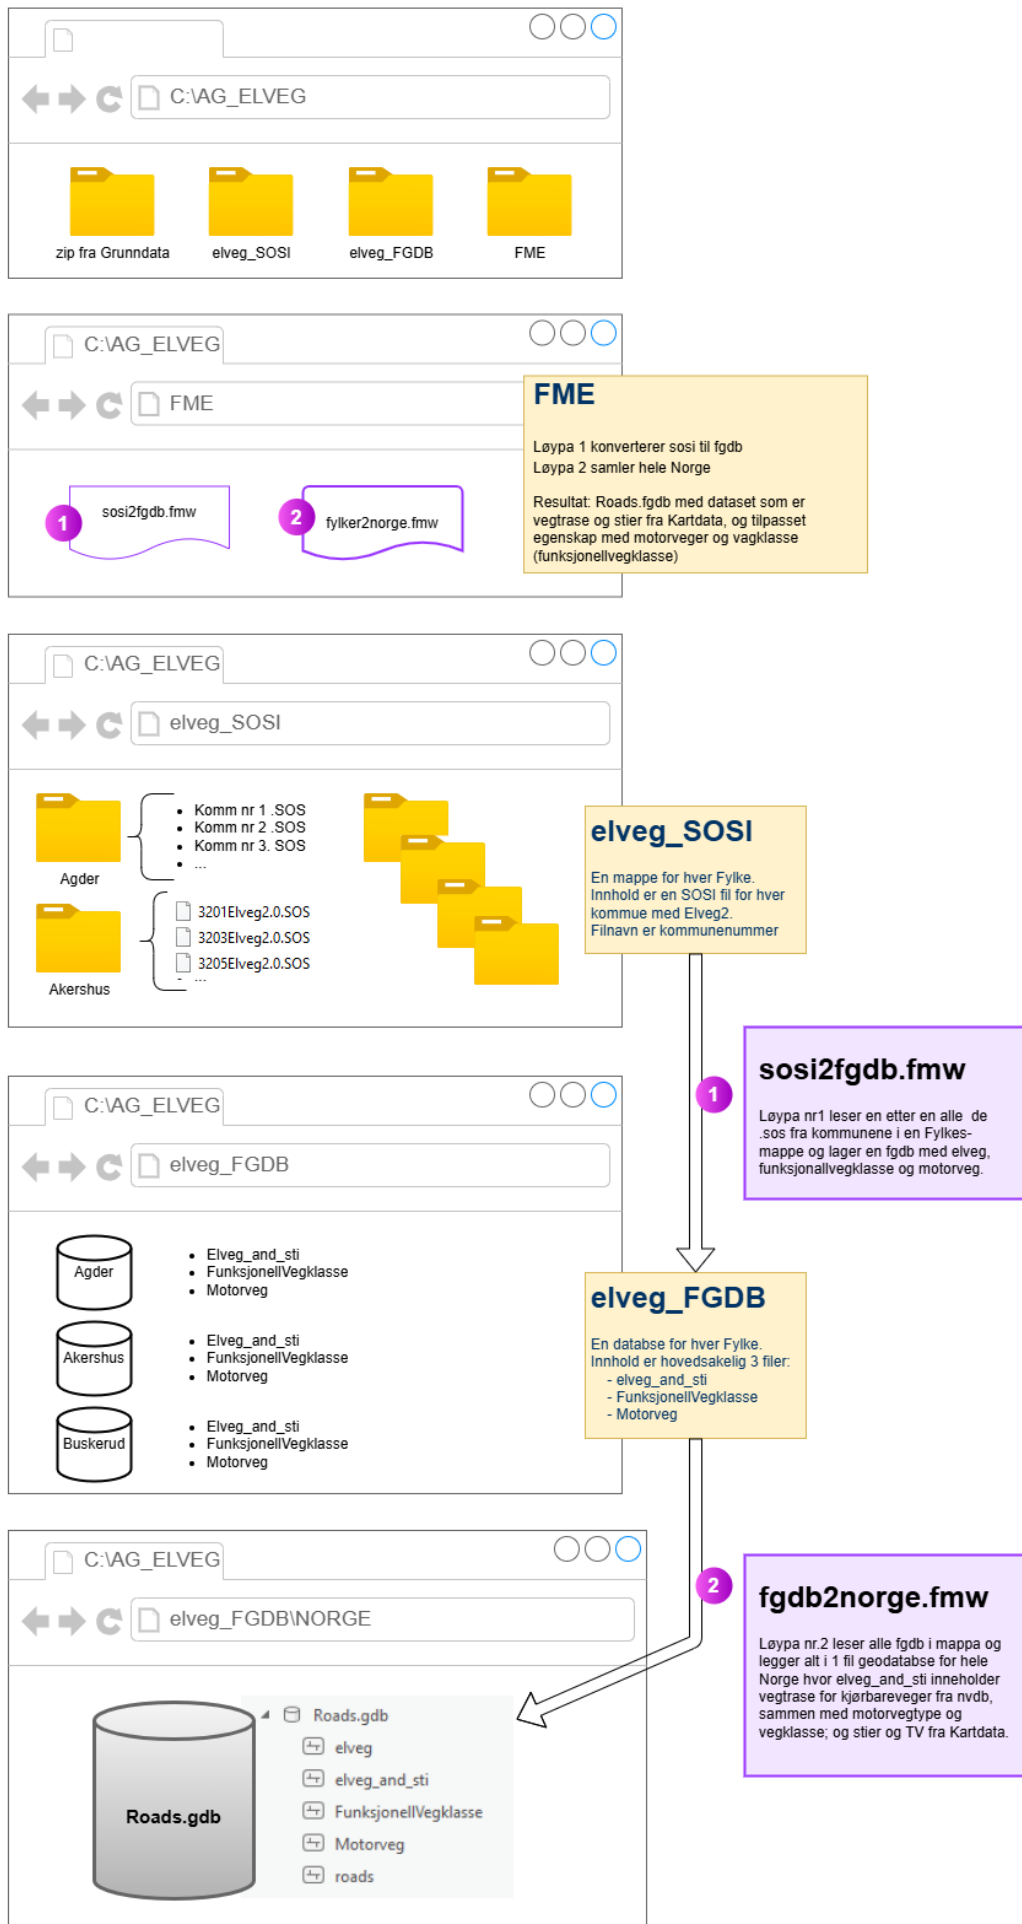 C:\AG_ELVEG
zip fra Grunndata
elveg_SOSI
elveg_FGDB
FME
C:\AG_ELVEG
FME
1
sosi2fgdb.fmw
2
fylker2norge.fmw
FME
Løypa 1 konverterer sosi til fgdb
Løypa 2 samler hele Norge
Resultat: Roads.fgdb med dataset som er
vegtrase og stier fra Kartdata, og tilpasset
egenskap med motorveger og vagklasse
(funksjonellvegklasse)
C:\AG_ELVEG
elveg_SOSI
Agder
• Komm nr 1 .SOS
• Komm nr 2 .SOS
• Komm nr 3. SOS
• ...
Akershus
3201Elveg2.0.SOS
3203Elveg2.0.SOS
3205Elveg2.0.SOS
• ...
elveg_SOSI
En mappe for hver Fylke.
Innhold er en SOSI fil for hver
kommue med Elveg2.
Filnavn er kommunenummer
1
sosi2fgdb.fmw
Løypa nr1 leser en etter en alle de
.sos fra kommunene i en Fylkes-
mappe og lager en fgdb med elveg,
funksjonallvegklasse og motorveg.
C:\AG_ELVEG
elveg_FGDB
Agder
• Elveg_and_sti
• FunksjonellVegklasse
• Motorveg
Akershus
• Elveg_and_sti
• FunksjonellVegklasse
• Motorveg
Buskerud
• Elveg_and_sti
• FunksjonellVegklasse
• Motorveg
elveg_FGDB
En databse for hver Fylke.
Innhold er hovedsakelig 3 filer:
- elveg_and_sti
- FunksjonellVegklasse
- Motorveg
2
fgdb2norge.fmw
Løypa nr.2 leser alle fgdb i mappa og
legger alt i 1 fil geodatabse for hele
Norge hvor elveg_and_sti inneholder
vegtrase for kjørbareveger fra nvdb,
sammen med motorvegtype og
vegklasse; og stier og TV fra Kartdata.
C:\AG_ELVEG
elveg_FGDB\NORGE
Roads.gdb
Roads.gdb
elveg
elveg_and_sti
FunksjonellVegklasse
Motorveg
roads